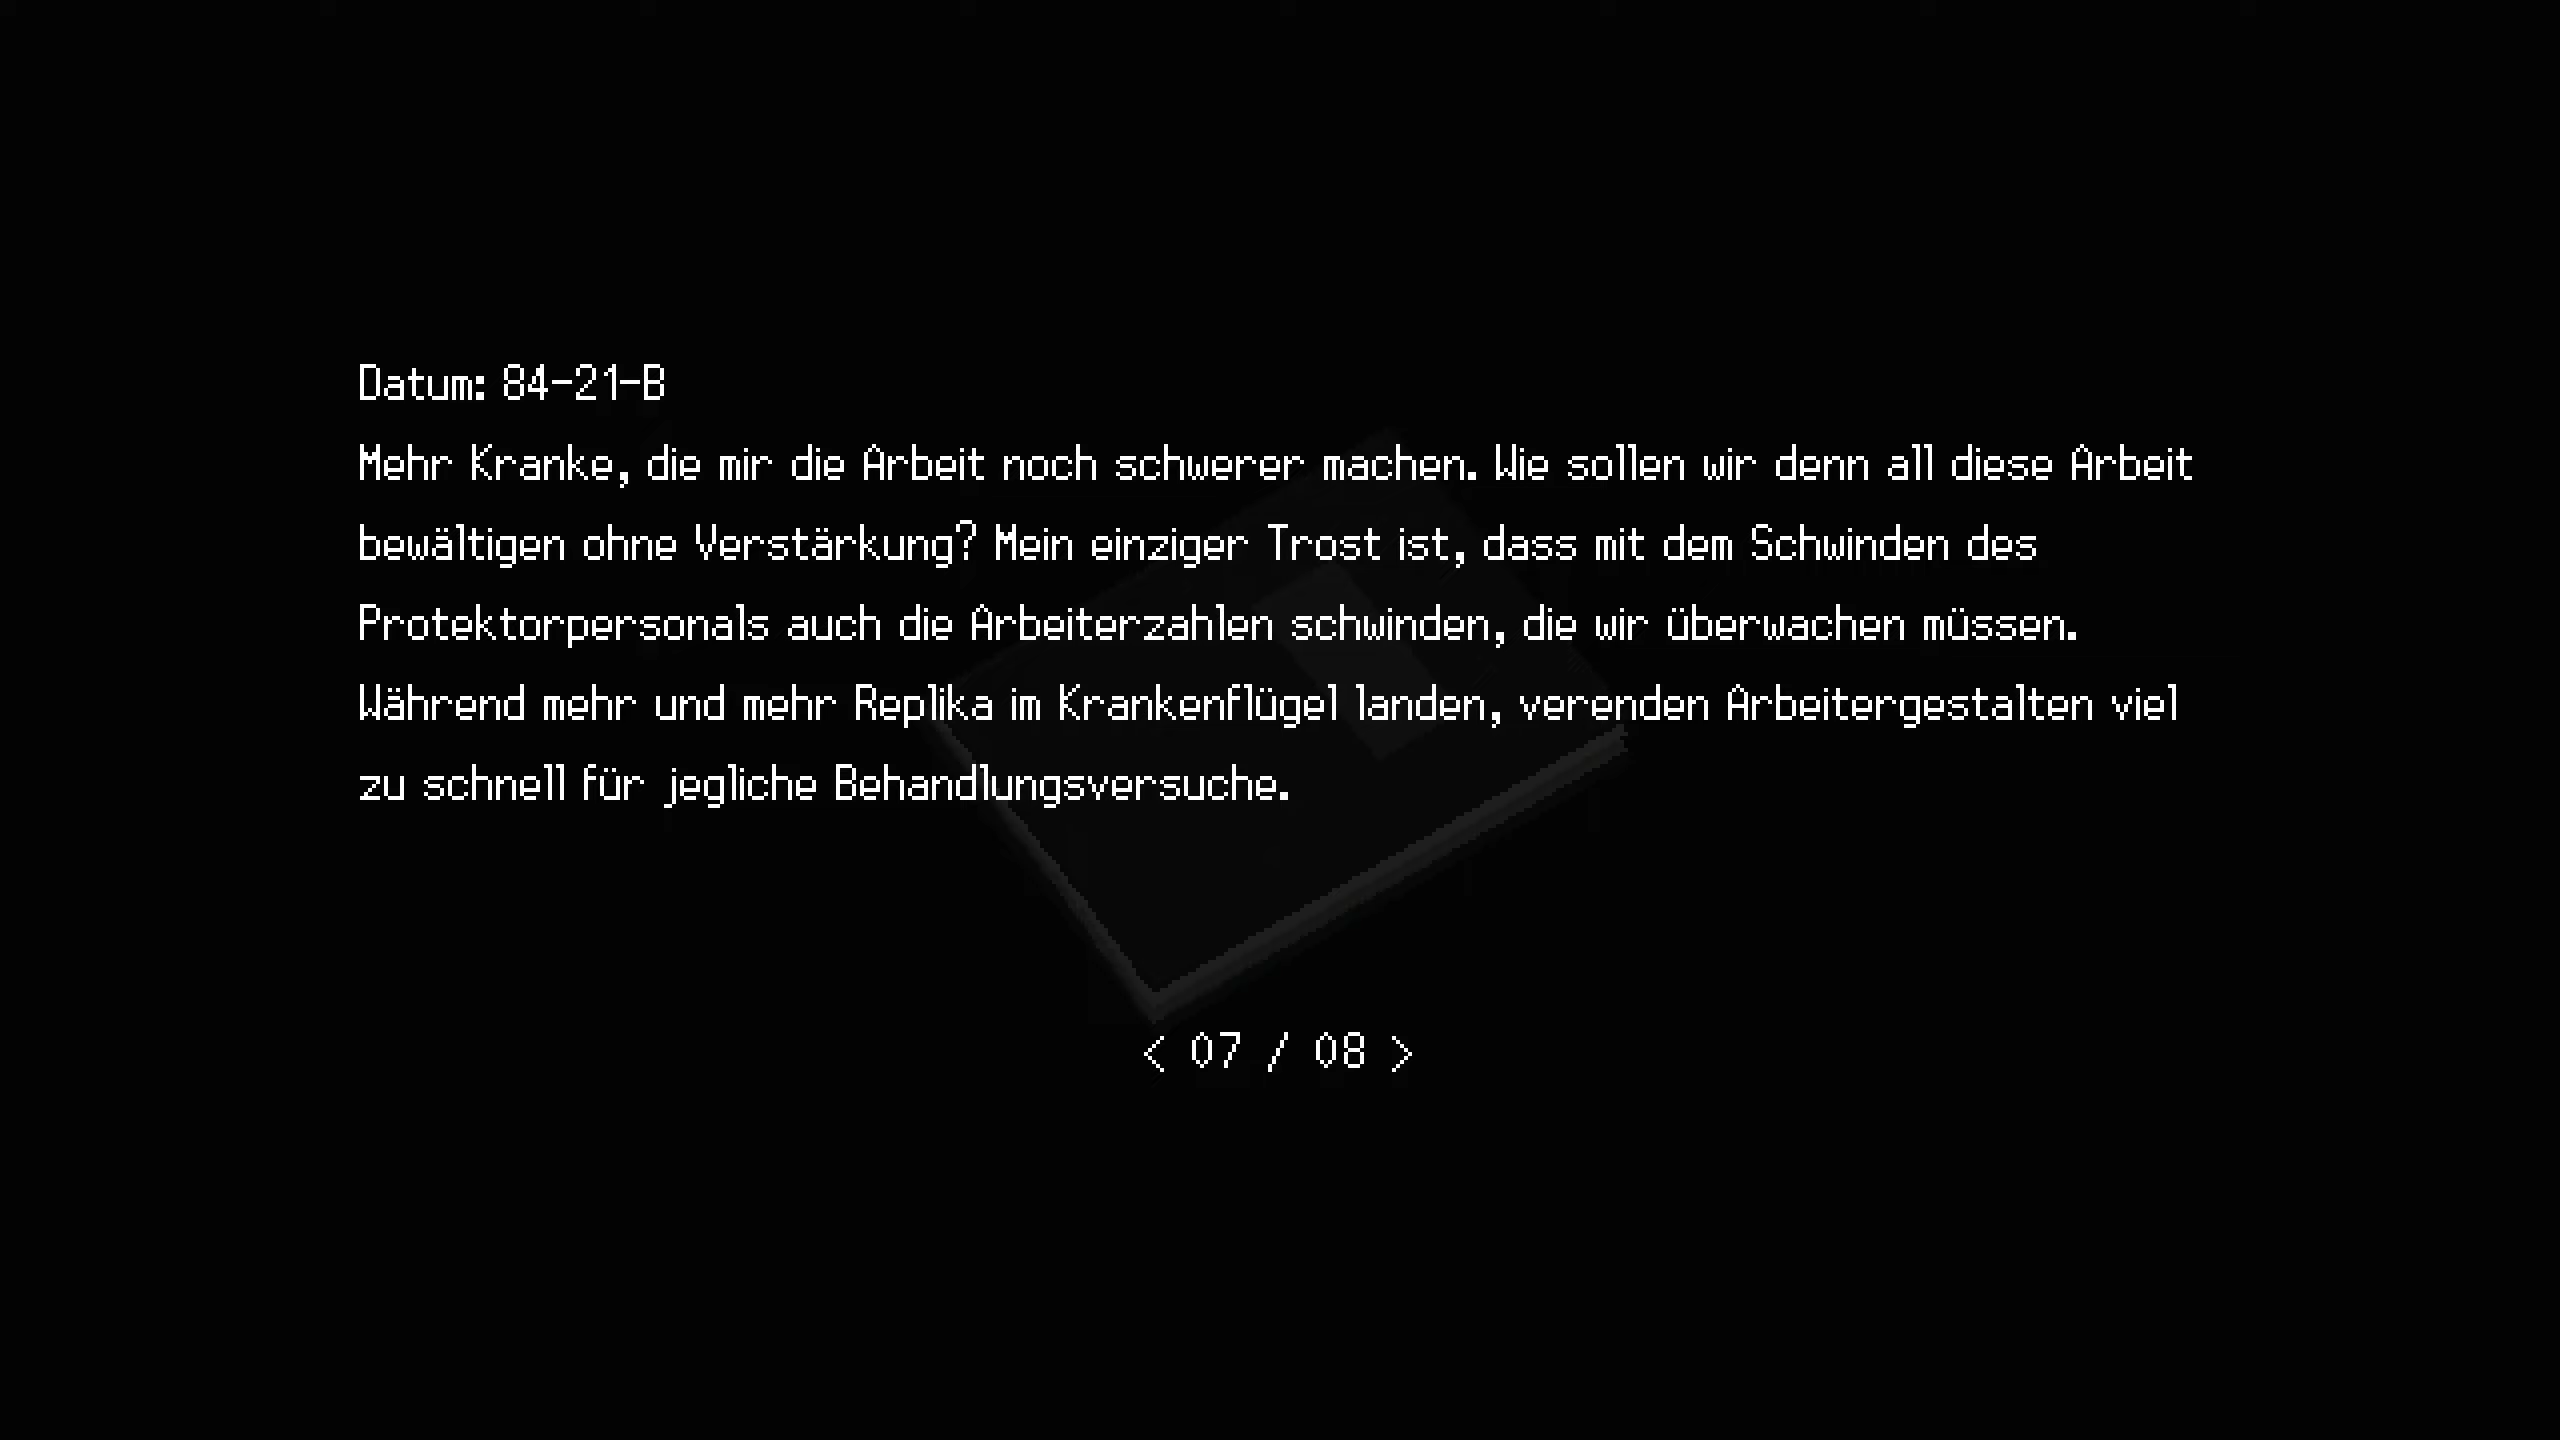 Datum: 84-21-B
Mehr Kranke, die mir die Arbeit noch schwerer machen. Wie sollen wir denn all diese Arbeit
bewältigen ohne Verstärkung? Mein einziger Trost ist, dass mit dem Schwinden des
Protektorpersonals auch die Arbeiterzahlen schwinden, die wir überwachen müssen.
Während mehr und mehr Replika im Krankenflügel landen, verenden Arbeitergestalten viel
zu schnell für jegliche Behandlungsversuche.
< 07 / 08 >